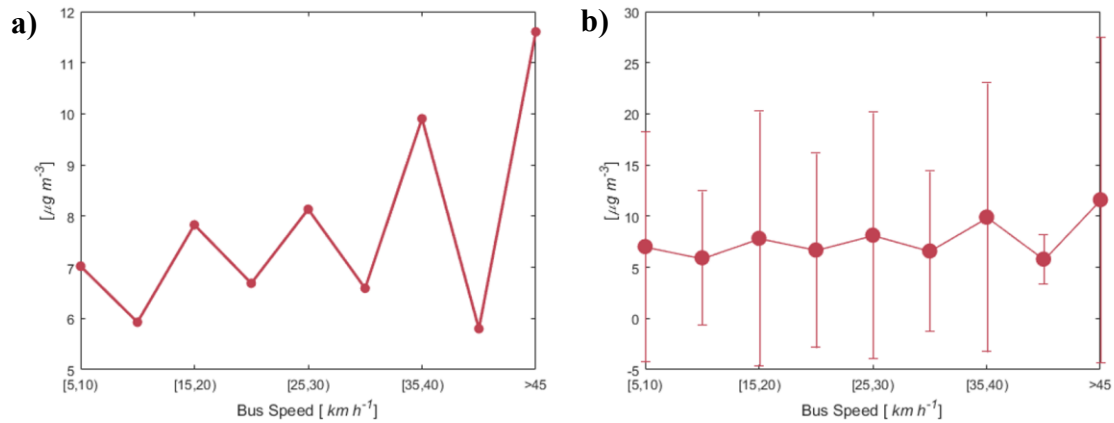 a)
12
11
10
9
8
7
6
5
[μg m-3]
[5,10) [15,20) [25,30) [35,40) >45
Bus Speed [ km h-1]
b)
30
25
20
15
10
5
0
-5
[μg m-3]
[5,10) [15,20) [25,30) [35,40) >45
Bus Speed [ km h-1]